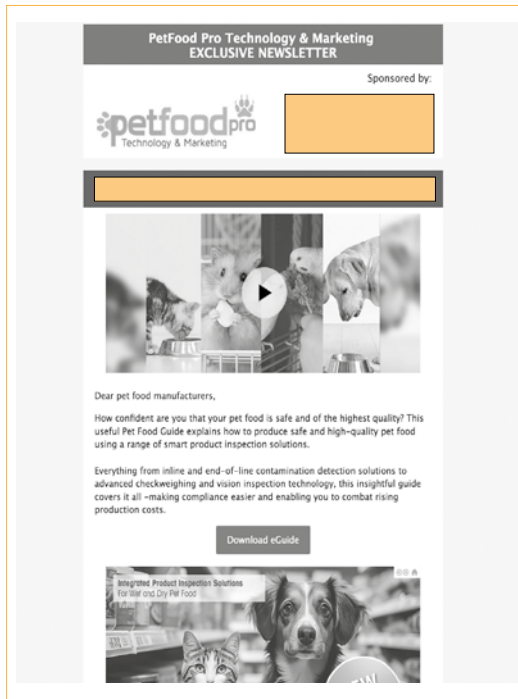 PetFood Pro Technology & Marketing
EXCLUSIVE NEWSLETTER
Sponsored by:
petfoodpro
Technology & Marketing
Dear pet food manufacturers,
How confident are you that your pet food is safe and of the highest quality? This
useful Pet Food Guide explains how to produce safe and high-quality pet food
using a range of smart product inspection solutions.
Everything from inline and end-of-line contamination detection solutions to
advanced checkweighing and vision inspection technology, this insightful guide
covers it all -making compliance easier and enabling you to combat rising
production costs.
Download eGuide
Integrated Product Inspection Solutions
For Wet and Dry Pet Food